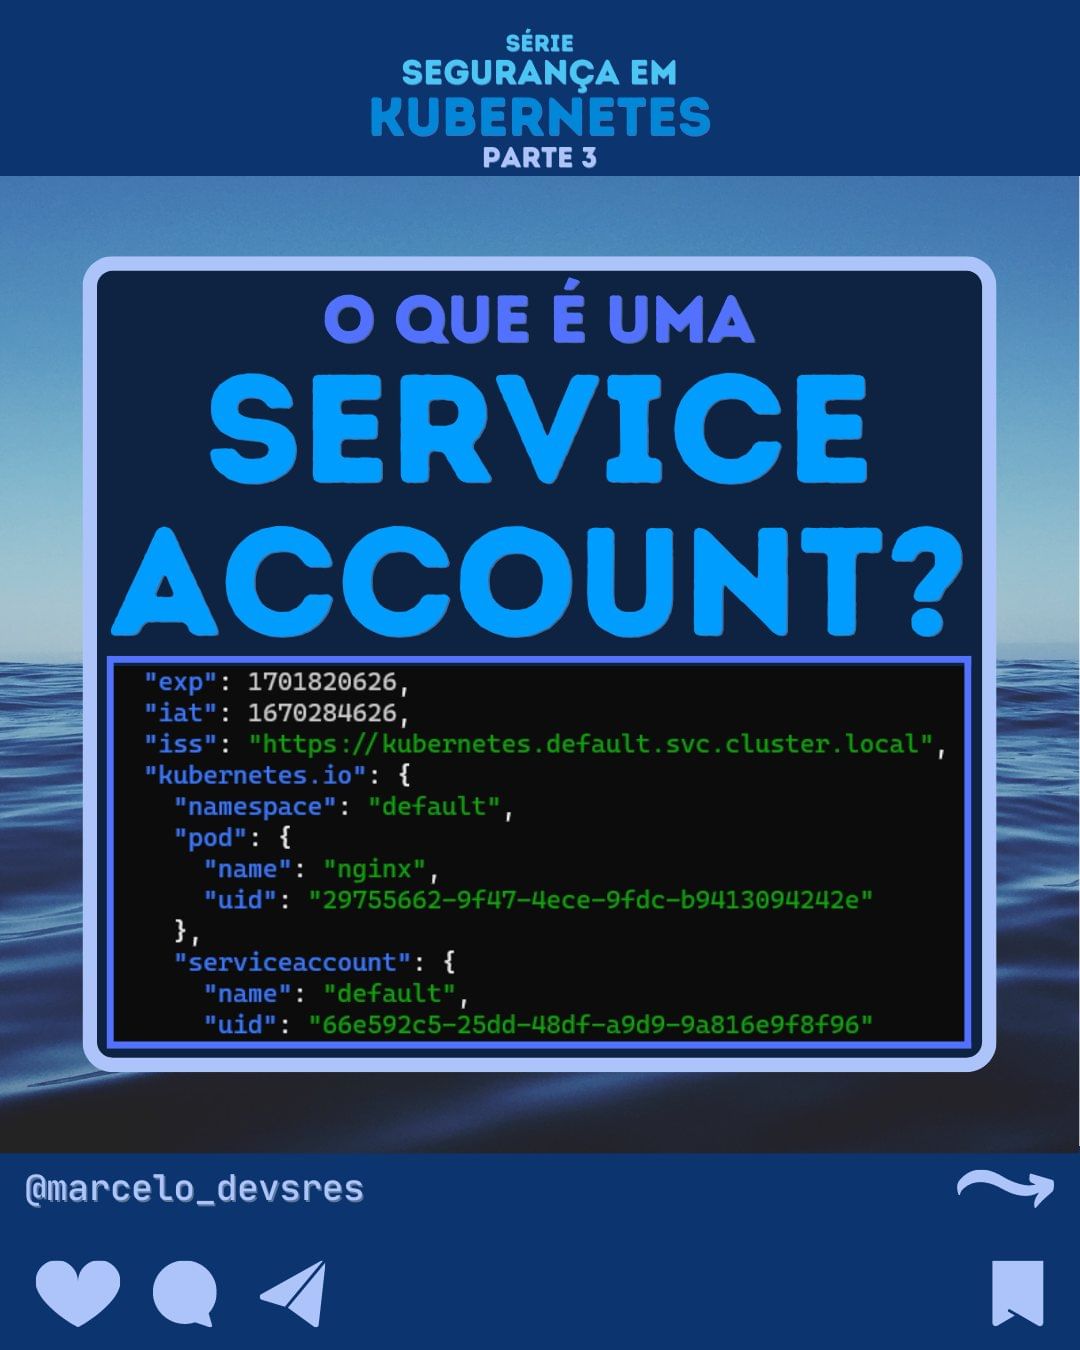 SÉRIE
SEGURANÇA EM
KUBERNETES
PARTE 3
O QUE É UMA
SERVICE
ACCOUNT?
"exp": 1701820626,
"iat": 1670284626,
"iss": "https://kubernetes.default.svc.cluster.local",
"kubernetes.io": {
"namespace": "default",
"pod": {
"name": "nginx",
"uid": "29755662-9f47-4ece-9fdc-b9413094242e"
},
"serviceaccount": {
"name": "default",
"uid": "66e592c5-25dd-48df-a9d9-9a816e9f8f96"
@marcelo_devsres